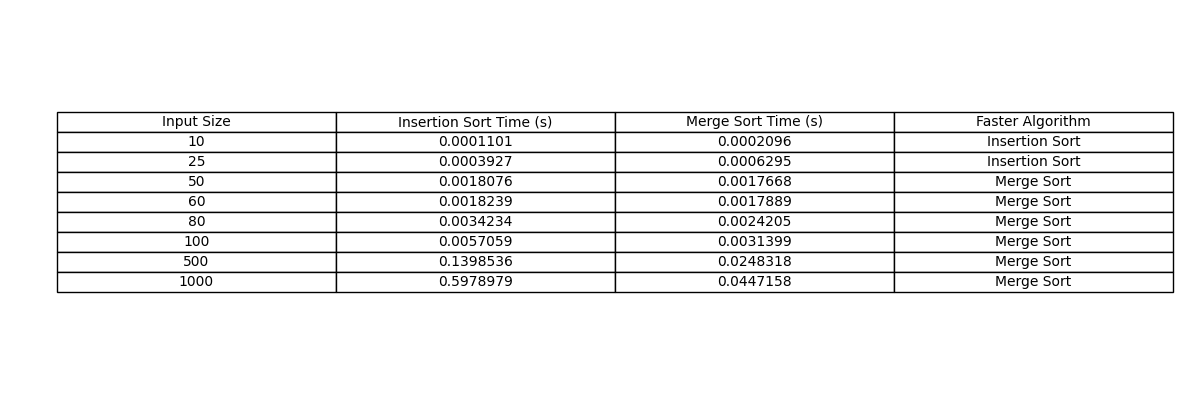 Input Size Insertion Sort Time (s) Merge Sort Time (s) Faster Algorithm
10 0.0001101 0.0002096 Insertion Sort
25 0.0003927 0.0006295 Insertion Sort
50 0.0018076 0.0017668 Merge Sort
60 0.0018239 0.0017889 Merge Sort
80 0.0034234 0.0024205 Merge Sort
100 0.0057059 0.0031399 Merge Sort
500 0.1398536 0.0248318 Merge Sort
1000 0.5978979 0.0447158 Merge Sort